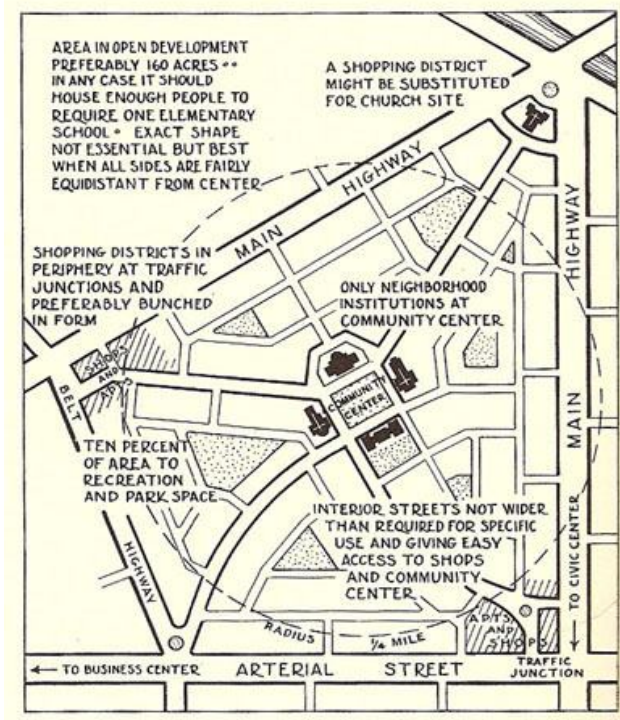 AREA IN OPEN DEVELOPMENT
PREFERABLY 160 ACRES • •
IN ANY CASE IT SHOULD
HOUSE ENOUGH PEOPLE TO
REQUIRE ONE ELEMENTARY
SCHOOL • EXACT SHAPE
NOT ESSENTIAL BUT BEST
WHEN ALL SIDES ARE FAIRLY
EQUIDISTANT FROM CENTER
A SHOPPING DISTRICT
MIGHT BE SUBSTITUTED
FOR CHURCH SITE
MAIN HIGHWAY
HIGHWAY
MAIN
SHOPPING DISTRICTS IN
PERIPHERY AT TRAFFIC
JUNCTIONS AND
PREFERABLY BUNCHED
IN FORM
ONLY NEIGHBORHOOD
INSTITUTIONS AT
COMMUNITY CENTER
SHOPS
AND
APTS
BELT
HIGHWAY
COMMUNITY
CENTER
TEN PERCENT
OF AREA TO
RECREATION
AND PARK SPACE
INTERIOR STREETS NOT WIDER
THAN REQUIRED FOR SPECIFIC
USE AND GIVING EASY
ACCESS TO SHOPS
AND COMMUNITY
CENTER
→ TO CIVIC CENTER
APTS
AND
SHOPS
RADIUS 1/4 MILE
TRAFFIC
JUNCTION
← TO BUSINESS CENTER ARTERIAL STREET